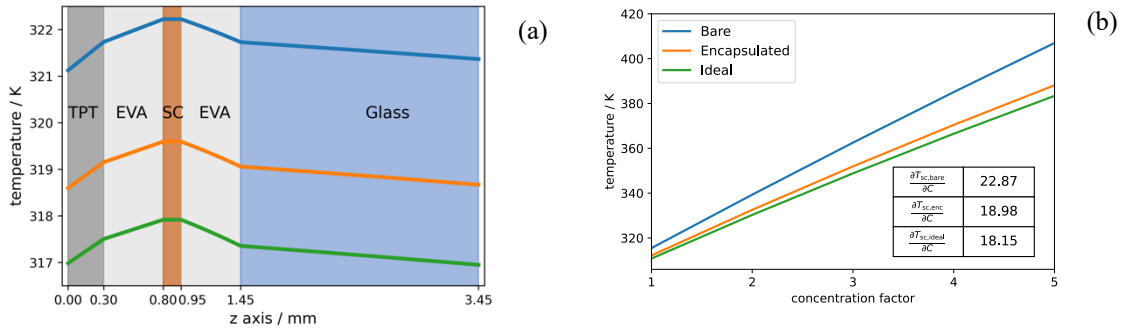 (a)
322
321
320
319
318
317
temperature / K
TPT
EVA
SC
EVA
Glass
0.00
0.30
0.80
0.95
1.45
3.45
z axis / mm
(b)
420
400
380
360
340
320
temperature / K
Bare
Encapsulated
Ideal
∂T_sc,bare/∂C 22.87
∂T_sc,enc/∂C 18.98
∂T_sc,ideal/∂C 18.15
1
2
3
4
5
concentration factor